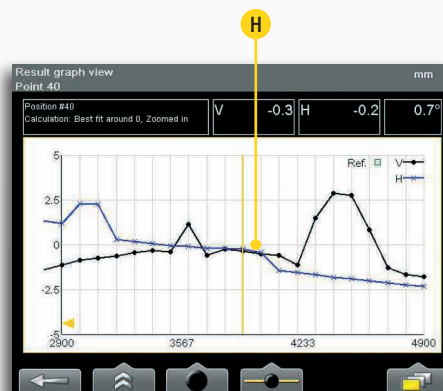 H
Result graph view
mm
Point 40
Position #40
Calculation: Best fit around 0, Zoomed in
V -0.3 H -0.2 0.7°
5
Ref. V
H
2.5
0
-2.5
-5
2900 3567 4233 4900